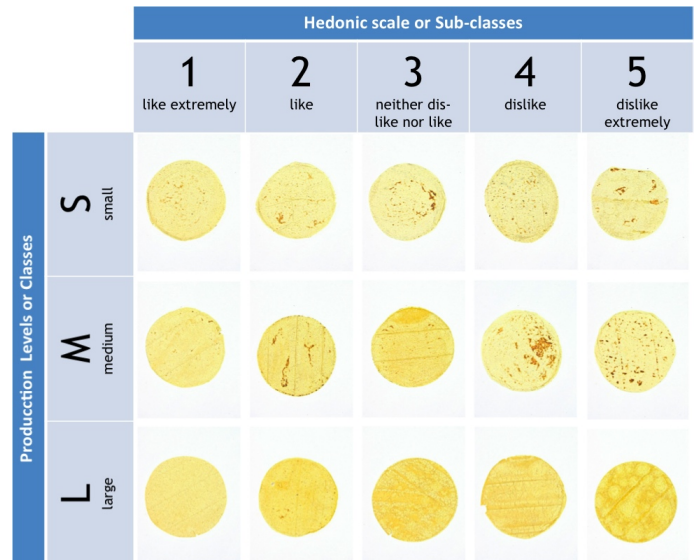 Hedonic scale or Sub-classes
1
like extremely
2
like
3
neither dis-
like nor like
4
dislike
5
dislike
extremely
Producction Levels or Classes
S
small
M
medium
L
large